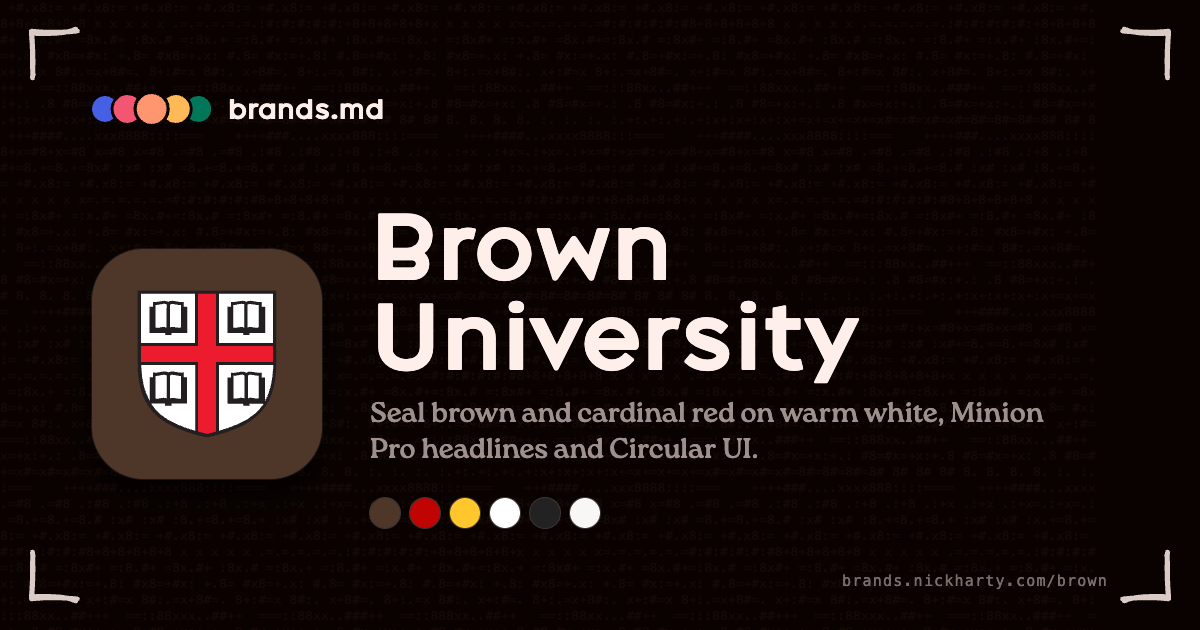 brands.md
Brown
University
Seal brown and cardinal red on warm white, Minion
Pro headlines and Circular UI.
brands.nickharty.com/brown